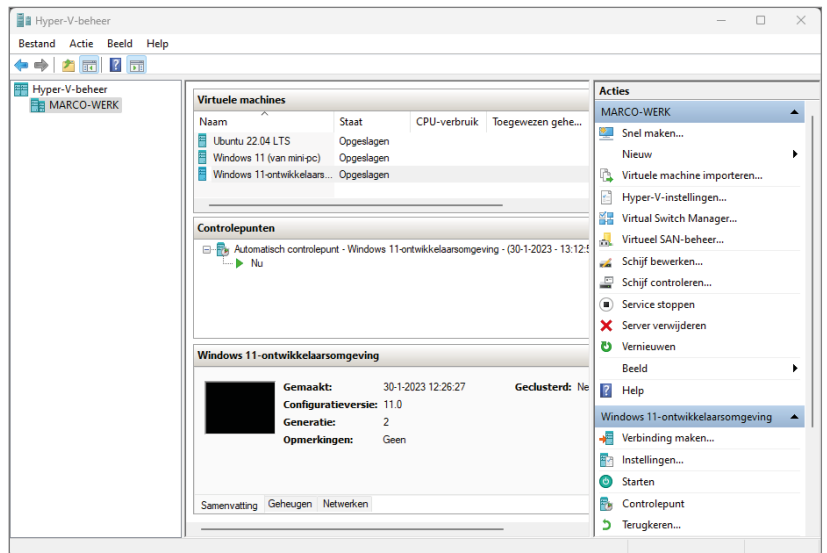 Hyper-V-beheer
Bestand Actie Beeld Help
Hyper-V-beheer
MARCO-WERK
Virtuele machines
Naam Staat CPU-verbruik Toegewezen gehe...
Ubuntu 22.04 LTS Opgeslagen
Windows 11 (van mini-pc) Opgeslagen
Windows 11-ontwikkelaars... Opgeslagen
Controlepunten
Automatisch controlepunt - Windows 11-ontwikkelaarsomgeving - (30-1-2023 - 13:12:5
Nu
Windows 11-ontwikkelaarsomgeving
Gemaakt: 30-1-2023 12:26:27 Geclusterd: Ne
Configuratieversie: 11.0
Generatie: 2
Opmerkingen: Geen
Samenvatting Geheugen Netwerken
Acties
MARCO-WERK
Snel maken...
Nieuw
Virtuele machine importeren...
Hyper-V-instellingen...
Virtual Switch Manager...
Virtueel SAN-beheer...
Schijf bewerken...
Schijf controleren...
Service stoppen
Server verwijderen
Vernieuwen
Beeld
Help
Windows 11-ontwikkelaarsomgeving
Verbinding maken...
Instellingen...
Starten
Controlepunt
Terugkeren...